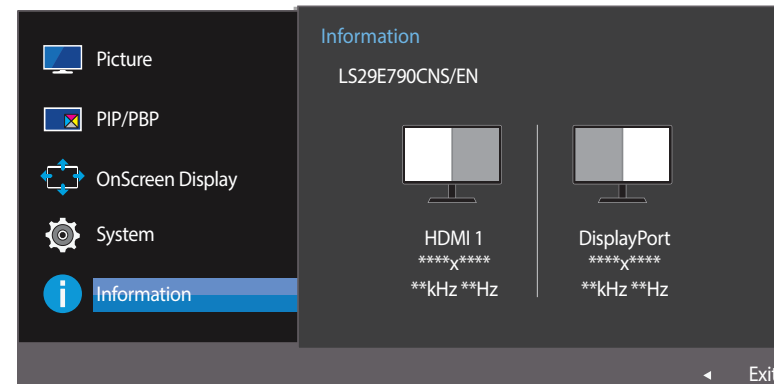 Picture
PIP/PBP
OnScreen Display
System
Information
Information
LS29E790CNS/EN
HDMI 1
****x****
**kHz **Hz
DisplayPort
****x****
**kHz **Hz
Exit